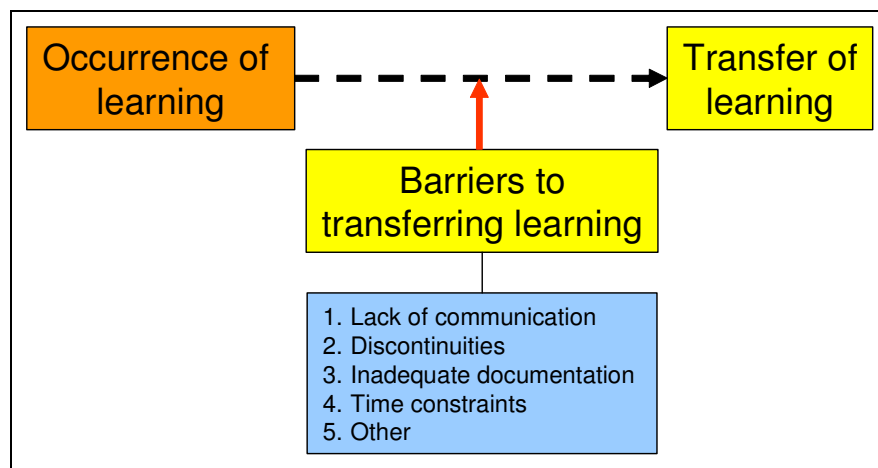 Occurrence of
learning
Transfer of
learning
Barriers to
transferring learning
1. Lack of communication
2. Discontinuities
3. Inadequate documentation
4. Time constraints
5. Other